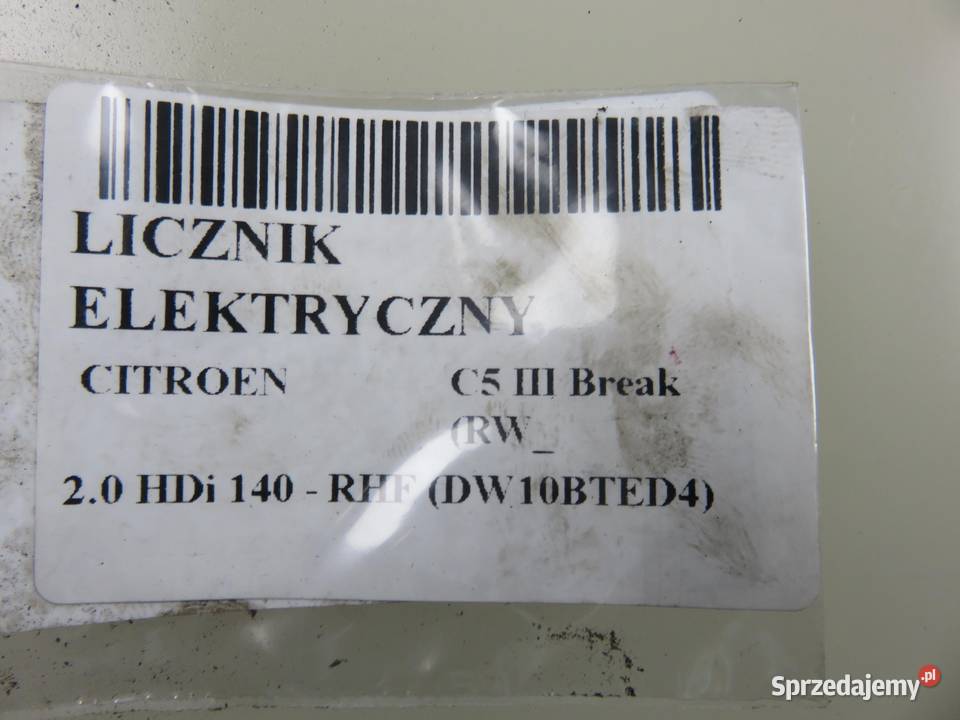 LICZNIK
ELEKTRYCZNY
CITROEN C5 III Break
(RW_
2.0 HDi 140 - RHF (DW10BTED4)
Sprzedajemy.pl